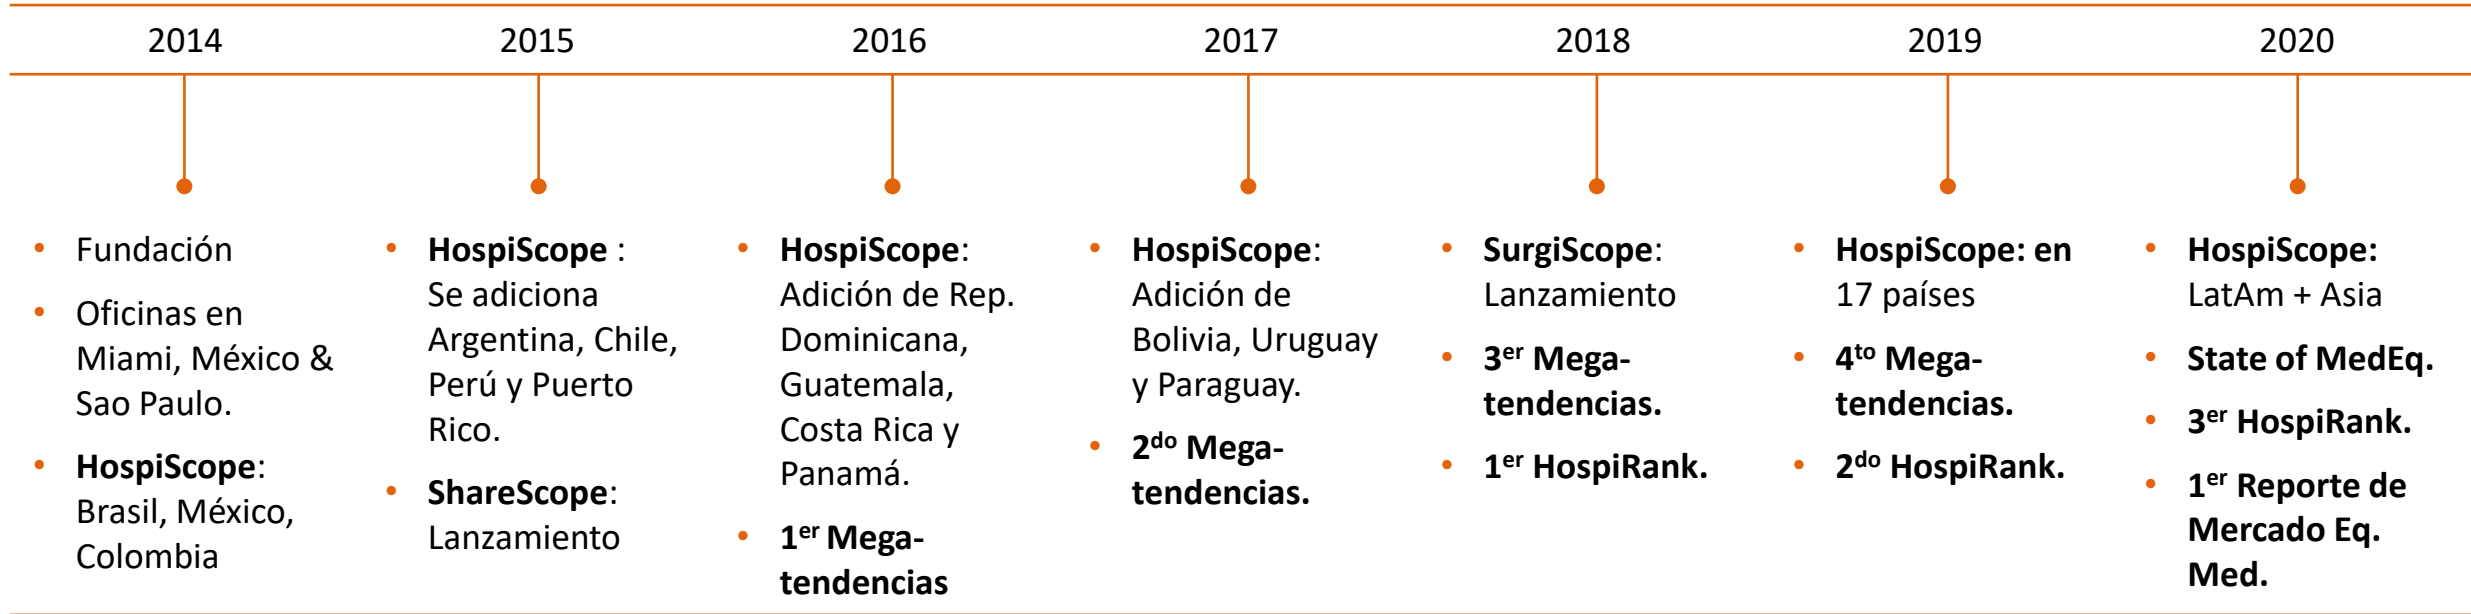 2014
2015
2016
2017
2018
2019
2020
• Fundación
• Oficinas en
Miami, México &
Sao Paulo.
• HospiScope:
Brasil, México,
Colombia
• HospiScope :
Se adiciona
Argentina, Chile,
Perú y Puerto
Rico.
• ShareScope:
Lanzamiento
• HospiScope:
Adición de Rep.
Dominicana,
Guatemala,
Costa Rica y
Panamá.
• 1er Mega-
tendencias
• HospiScope:
Adición de
Bolivia, Uruguay
y Paraguay.
• 2do Mega-
tendencias.
• SurgiScope:
Lanzamiento
• 3er Mega-
tendencias.
• 1er HospiRank.
• HospiScope: en
17 países
• 4to Mega-
tendencias.
• 2do HospiRank.
• HospiScope:
LatAm + Asia
• State of MedEq.
• 3er HospiRank.
• 1er Reporte de
Mercado Eq.
Med.